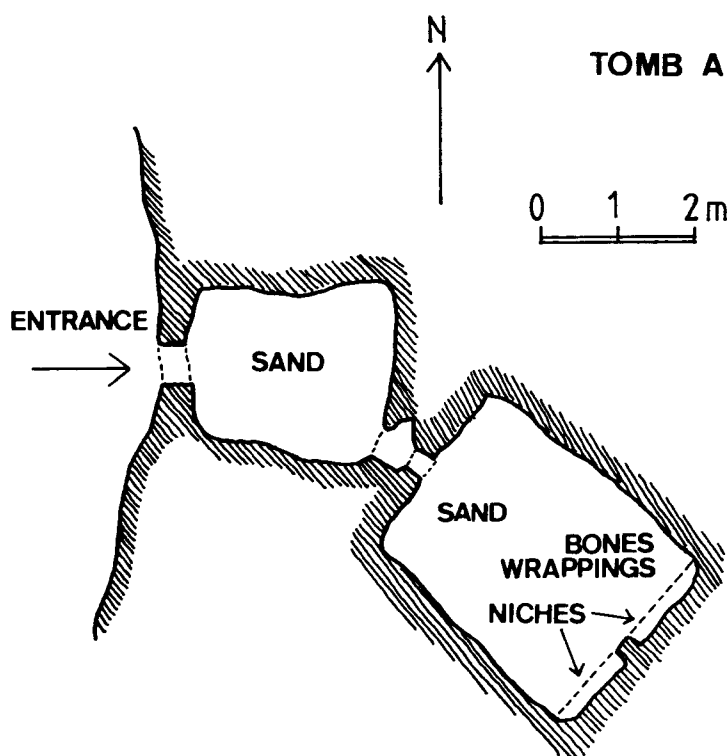 N
TOMB A
0 1 2 m
ENTRANCE
SAND
SAND
BONES
WRAPPINGS
NICHES